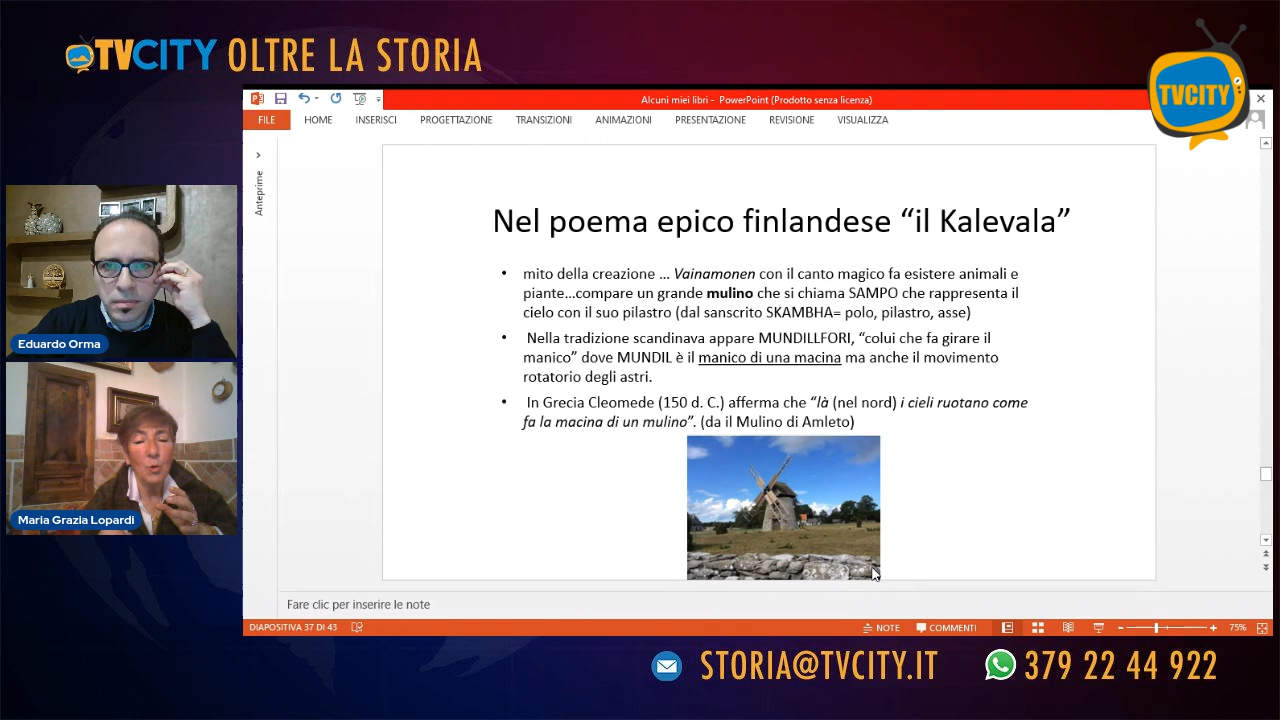 TVCITY OLTRE LA STORIA
TVCITY
Alcuni miei libri - PowerPoint (Prodotto senza licenza)
FILE HOME INSERISCI PROGETTAZIONE TRANSIZIONI ANIMAZIONI PRESENTAZIONE REVISIONE VISUALIZZA
Anteprime
Nel poema epico finlandese “il Kalevala”
• mito della creazione … Vainamonen con il canto magico fa esistere animali e
piante…compare un grande mulino che si chiama SAMPO che rappresenta il
cielo con il suo pilastro (dal sanscrito SKAMBHA= polo, pilastro, asse)
• Nella tradizione scandinava appare MUNDILLFORI, “colui che fa girare il
manico” dove MUNDIL è il manico di una macina ma anche il movimento
rotatorio degli astri.
• In Grecia Cleomede (150 d. C.) afferma che “là (nel nord) i cieli ruotano come
fa la macina di un mulino”. (da il Mulino di Amleto)
Eduardo Orma
Maria Grazia Lopardi
Fare clic per inserire le note
DIAPOSITIVA 37 DI 43 NOTE COMMENTI 75%
STORIA@TVCITY.IT 379 22 44 922